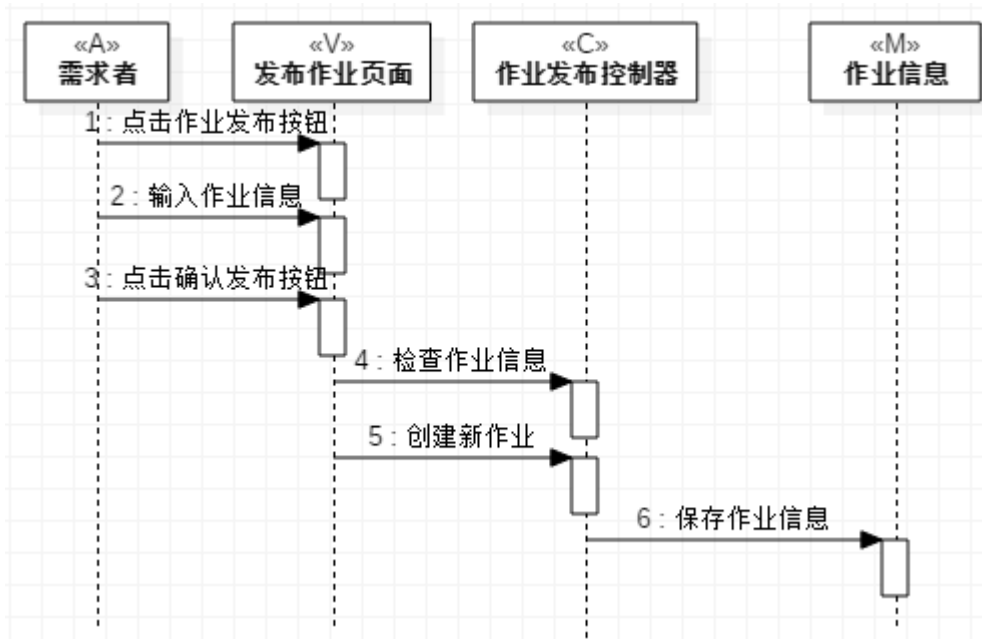 «A»
需求者
«V»
发布作业页面
«C»
作业发布控制器
«M»
作业信息
1 : 点击作业发布按钮
2 : 输入作业信息
3 : 点击确认发布按钮
4 : 检查作业信息
5 : 创建新作业
6 : 保存作业信息